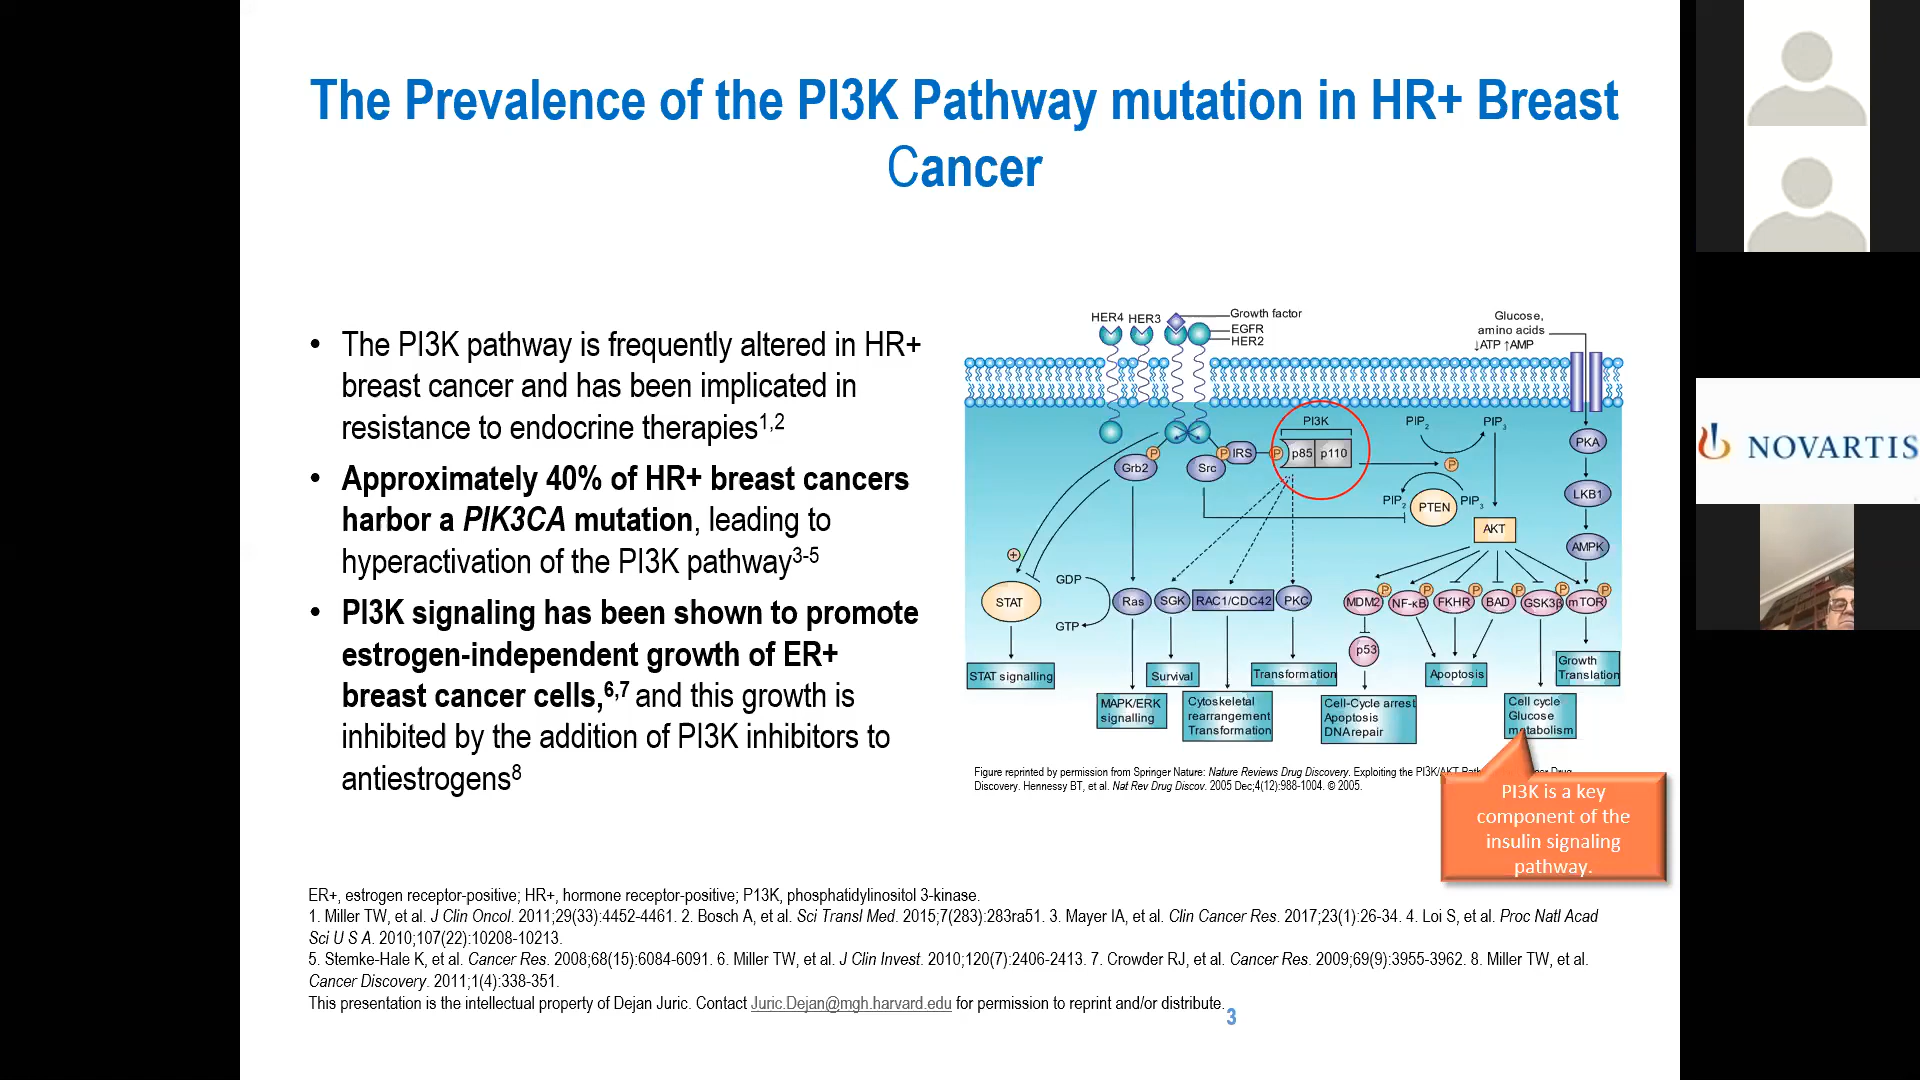 The Prevalence of the PI3K Pathway mutation in HR+ Breast
Cancer
• The PI3K pathway is frequently altered in HR+
breast cancer and has been implicated in
resistance to endocrine therapies1,2
• Approximately 40% of HR+ breast cancers
harbor a PIK3CA mutation, leading to
hyperactivation of the PI3K pathway3-5
• PI3K signaling has been shown to promote
estrogen-independent growth of ER+
breast cancer cells,6,7 and this growth is
inhibited by the addition of PI3K inhibitors to
antiestrogens8
HER4 HER3
Growth factor
EGFR
HER2
Glucose,
amino acids
↓ATP ↑AMP
PI3K
PIP2
PIP3
PKA
P
Grb2
Src
P
IRS
P
p85
p110
P
PIP2
PTEN
PIP3
LKB1
AKT
AMPK
+
STAT
GDP
GTP
Ras
SGK
RAC1/CDC42
PKC
P
P
P
P
P
P
MDM2
NF-κB
FKHR
BAD
GSK3β
mTOR
p53
STAT signalling
Survival
Transformation
Apoptosis
Growth
Translation
MAPK/ERK
signalling
Cytoskeletal
rearrangement
Transformation
Cell-Cycle arrest
Apoptosis
DNA repair
Cell cycle
Glucose
metabolism
Figure reprinted by permission from Springer Nature: Nature Reviews Drug Discovery. Exploiting the PI3K/AKT
Discovery. Hennessy BT, et al. Nat Rev Drug Discov. 2005 Dec;4(12):988-1004. © 2005.
PI3K is a key
component of the
insulin signaling
pathway.
ER+, estrogen receptor-positive; HR+, hormone receptor-positive; P13K, phosphatidylinositol 3-kinase.
1. Miller TW, et al. J Clin Oncol. 2011;29(33):4452-4461. 2. Bosch A, et al. Sci Transl Med. 2015;7(283):283ra51. 3. Mayer IA, et al. Clin Cancer Res. 2017;23(1):26-34. 4. Loi S, et al. Proc Natl Acad
Sci U S A. 2010;107(22):10208-10213.
5. Stemke-Hale K, et al. Cancer Res. 2008;68(15):6084-6091. 6. Miller TW, et al. J Clin Invest. 2010;120(7):2406-2413. 7. Crowder RJ, et al. Cancer Res. 2009;69(9):3955-3962. 8. Miller TW, et al.
Cancer Discovery. 2011;1(4):338-351.
This presentation is the intellectual property of Dejan Juric. Contact Juric.Dejan@mgh.harvard.edu for permission to reprint and/or distribute.
3
NOVARTIS